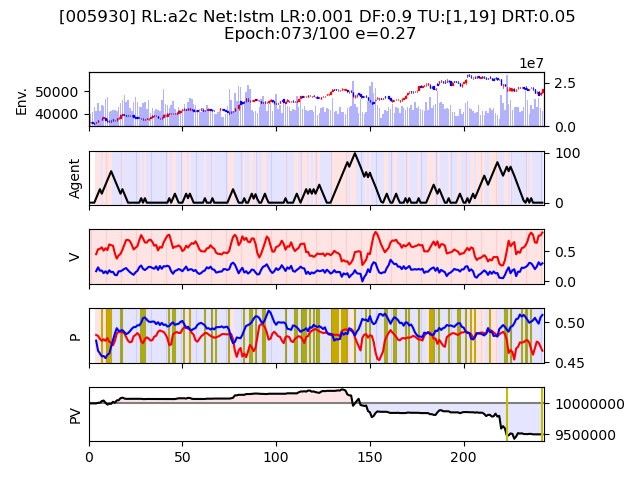 [005930] RL:a2c Net:lstm LR:0.001 DF:0.9 TU:[1,19] DRT:0.05
Epoch:073/100 e=0.27
1e7
Env.
50000
40000
2.5
0.0
Agent
100
0
V
0.5
0.0
P
0.50
0.45
PV
10000000
9500000
0
50
100
150
200